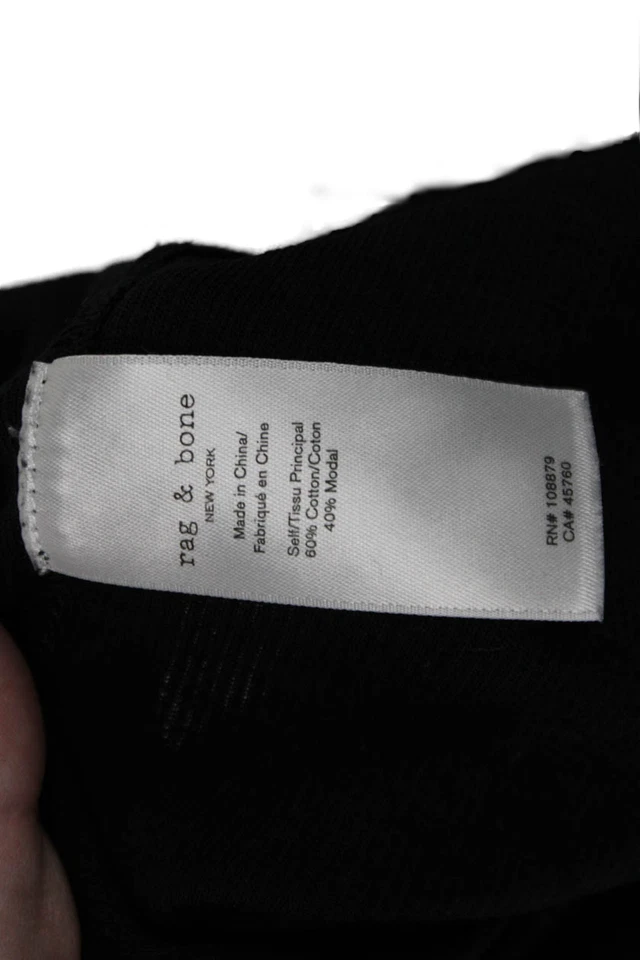 rag & bone
NEW YORK
Made in China/
Fabriqué en Chine
Self/Tissu Principal
60% Cotton/Coton
40% Modal
RN# 108879
CA# 45760